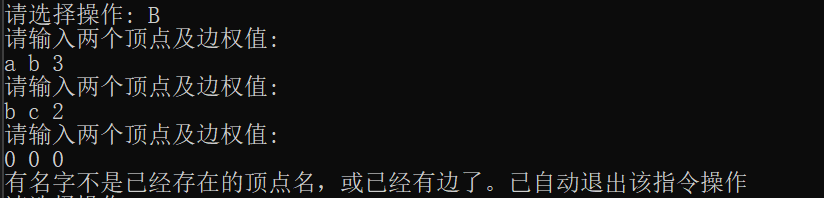 请选择操作: B
请输入两个顶点及边权值:
a b 3
请输入两个顶点及边权值:
b c 2
请输入两个顶点及边权值:
0 0 0
有名字不是已经存在的顶点名，或已经有边了。已自动退出该指令操作